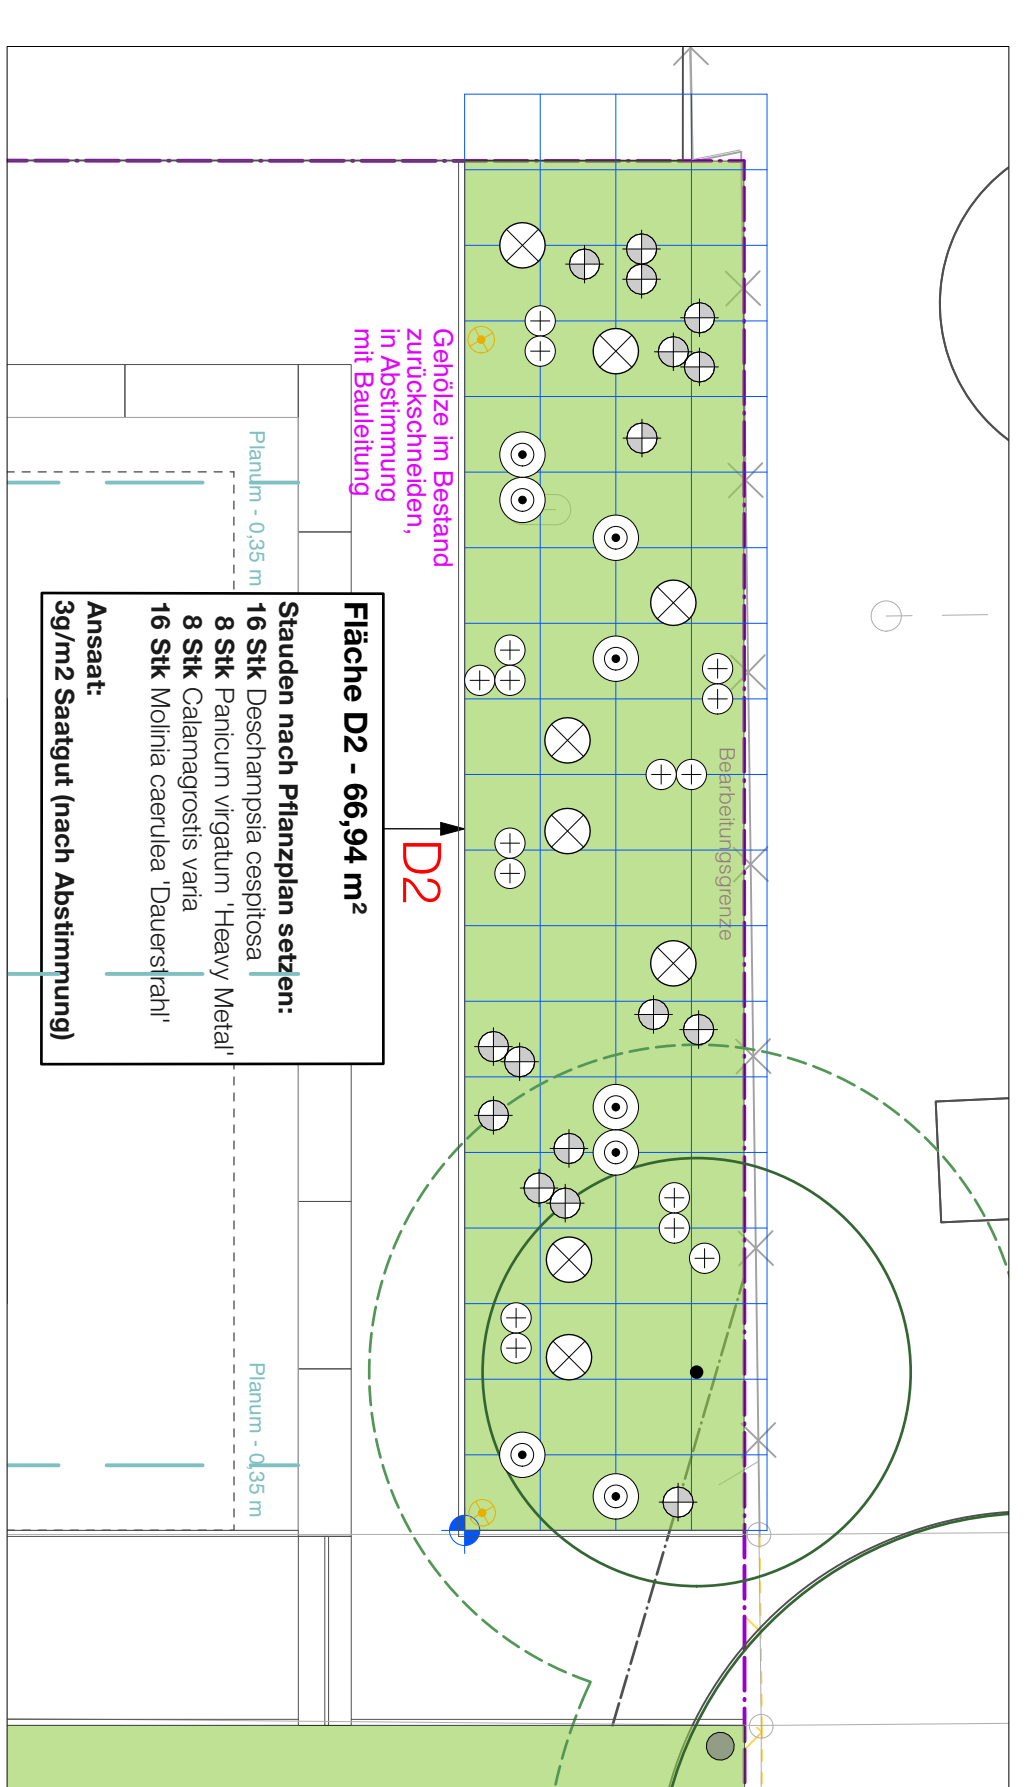 Gehölze im Bestand
zurückschneiden,
in Abstimmung
mit Bauleitung
Planum - 0,35 m
Bearbeitungsgrenze
D2
Fläche D2 - 66,94 m²
Stauden nach Pflanzplan setzen:
16 Stk Deschampsia cespitosa
8 Stk Panicum virgatum 'Heavy Metal'
8 Stk Calamagrostis varia
16 Stk Molinia caerulea 'Dauerstrahl'
Ansaat:
3g/m2 Saatgut (nach Abstimmung)
Planum - 0,35 m